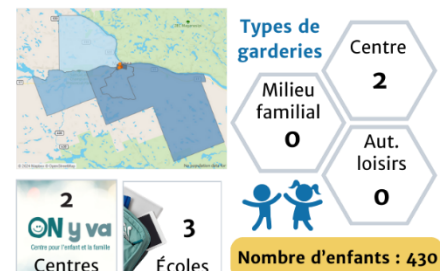 Types de
garderies
Centre
2
Milieu
familial
0
Aut.
loisirs
0
2
ON y va
Centre pour l'enfant et la famille
Centres
3
Écoles
Nombre d'enfants : 430